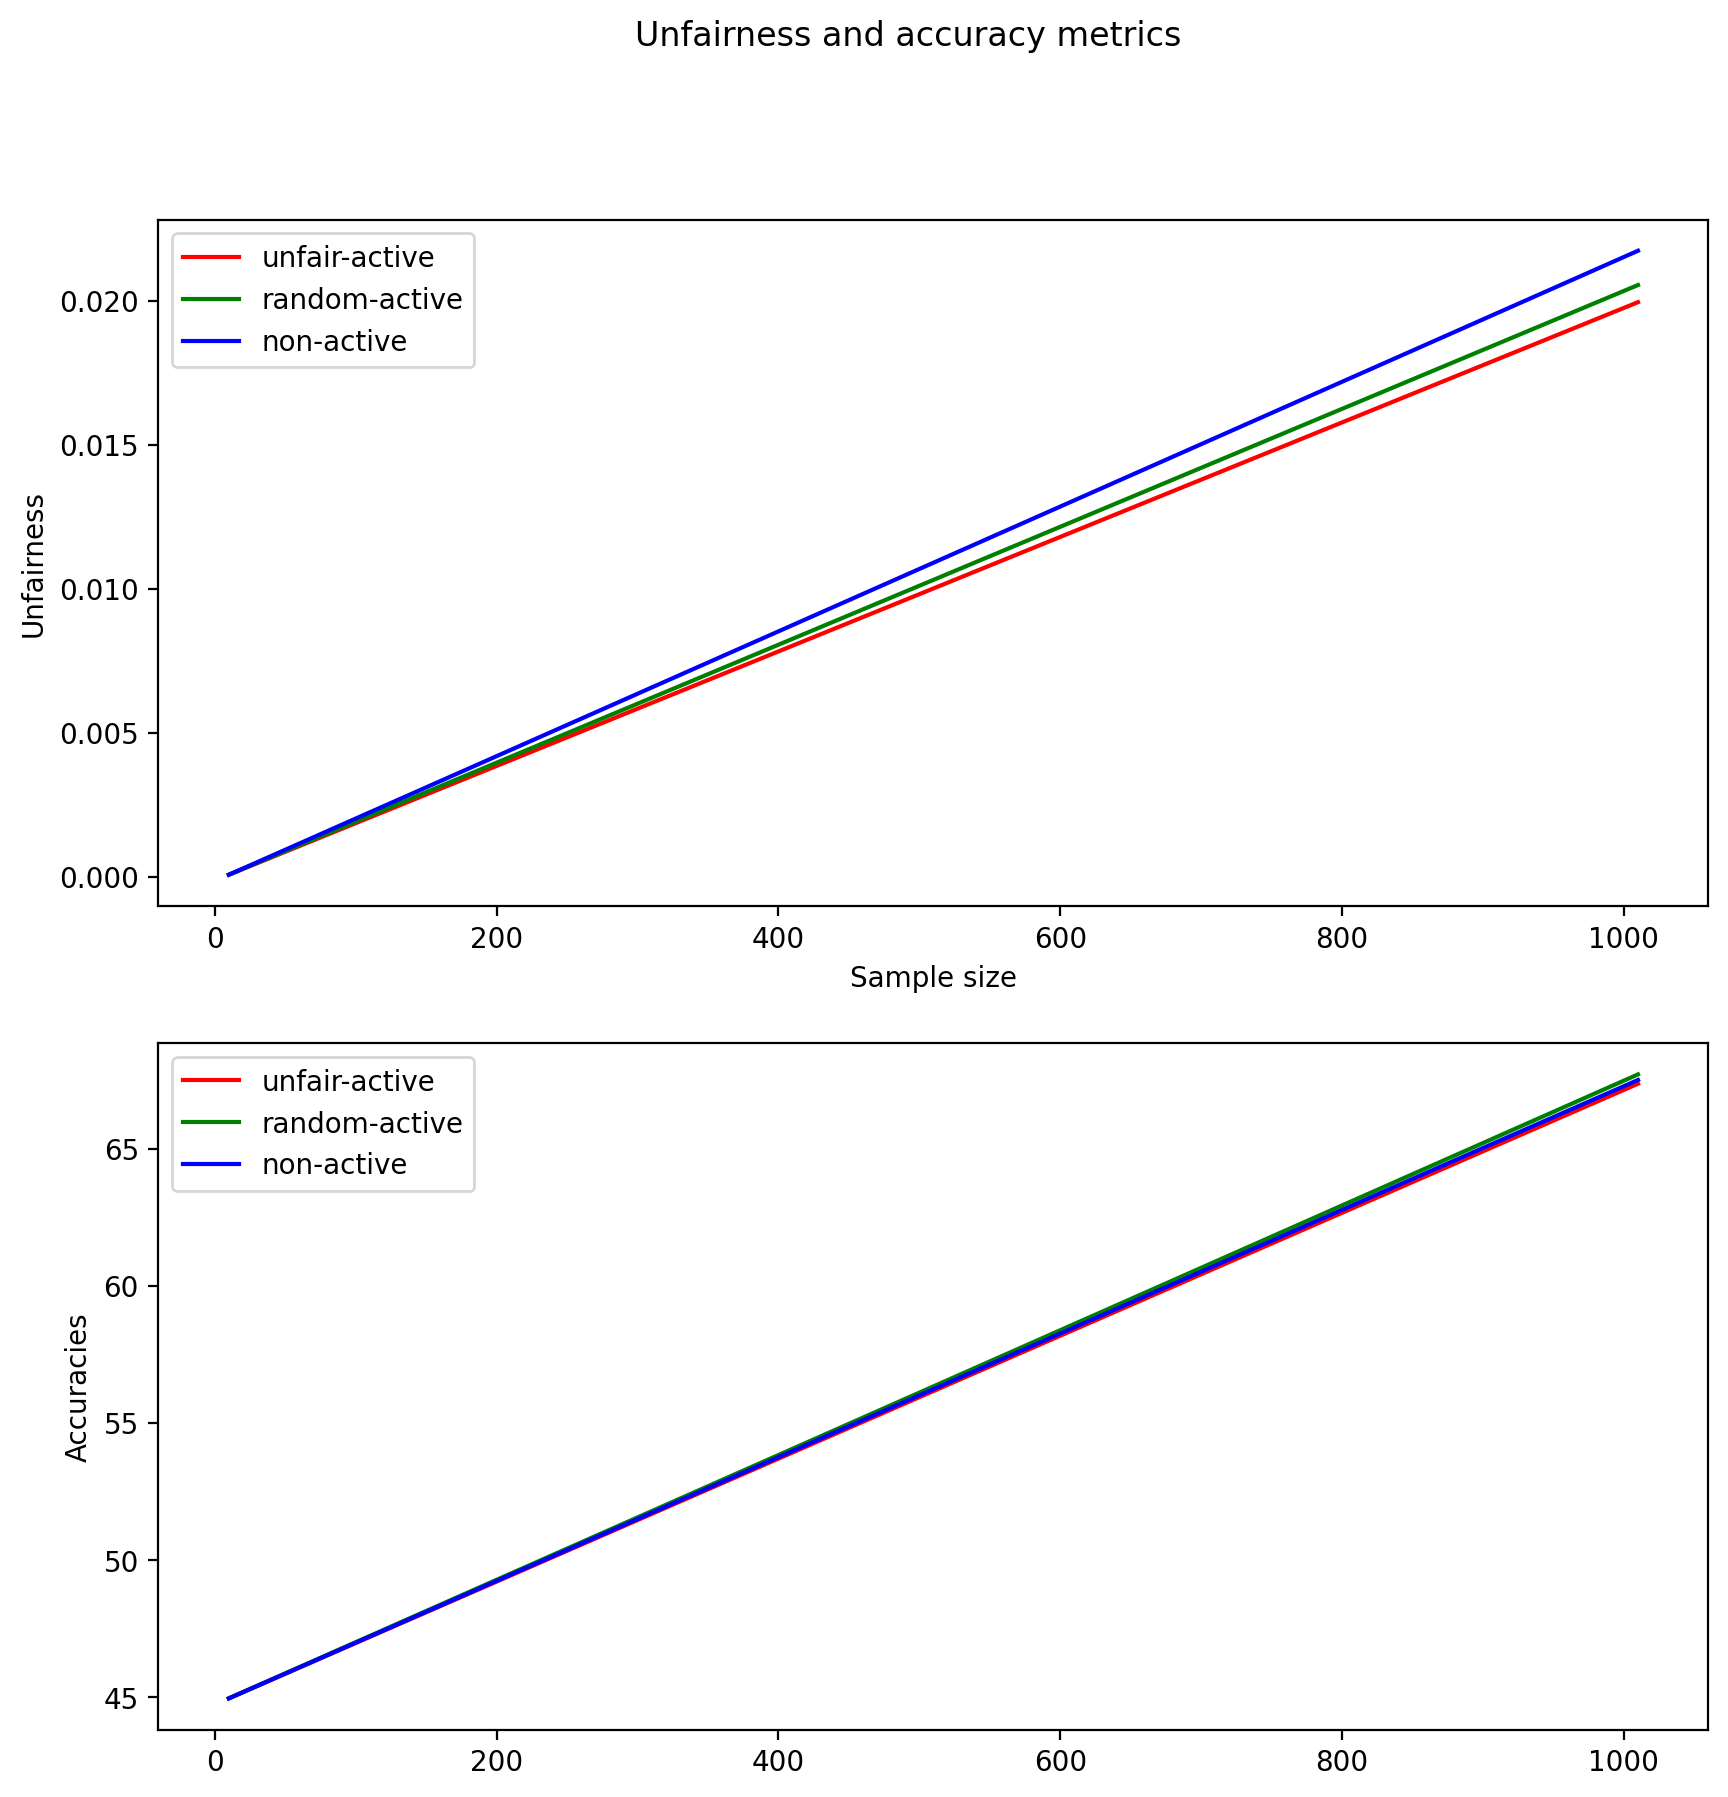 Unfairness and accuracy metrics
unfair-active
random-active
non-active
0.020
0.015
0.010
0.005
0.000
Unfairness
0 200 400 600 800 1000
Sample size
unfair-active
random-active
non-active
65
60
55
50
45
Accuracies
0 200 400 600 800 1000